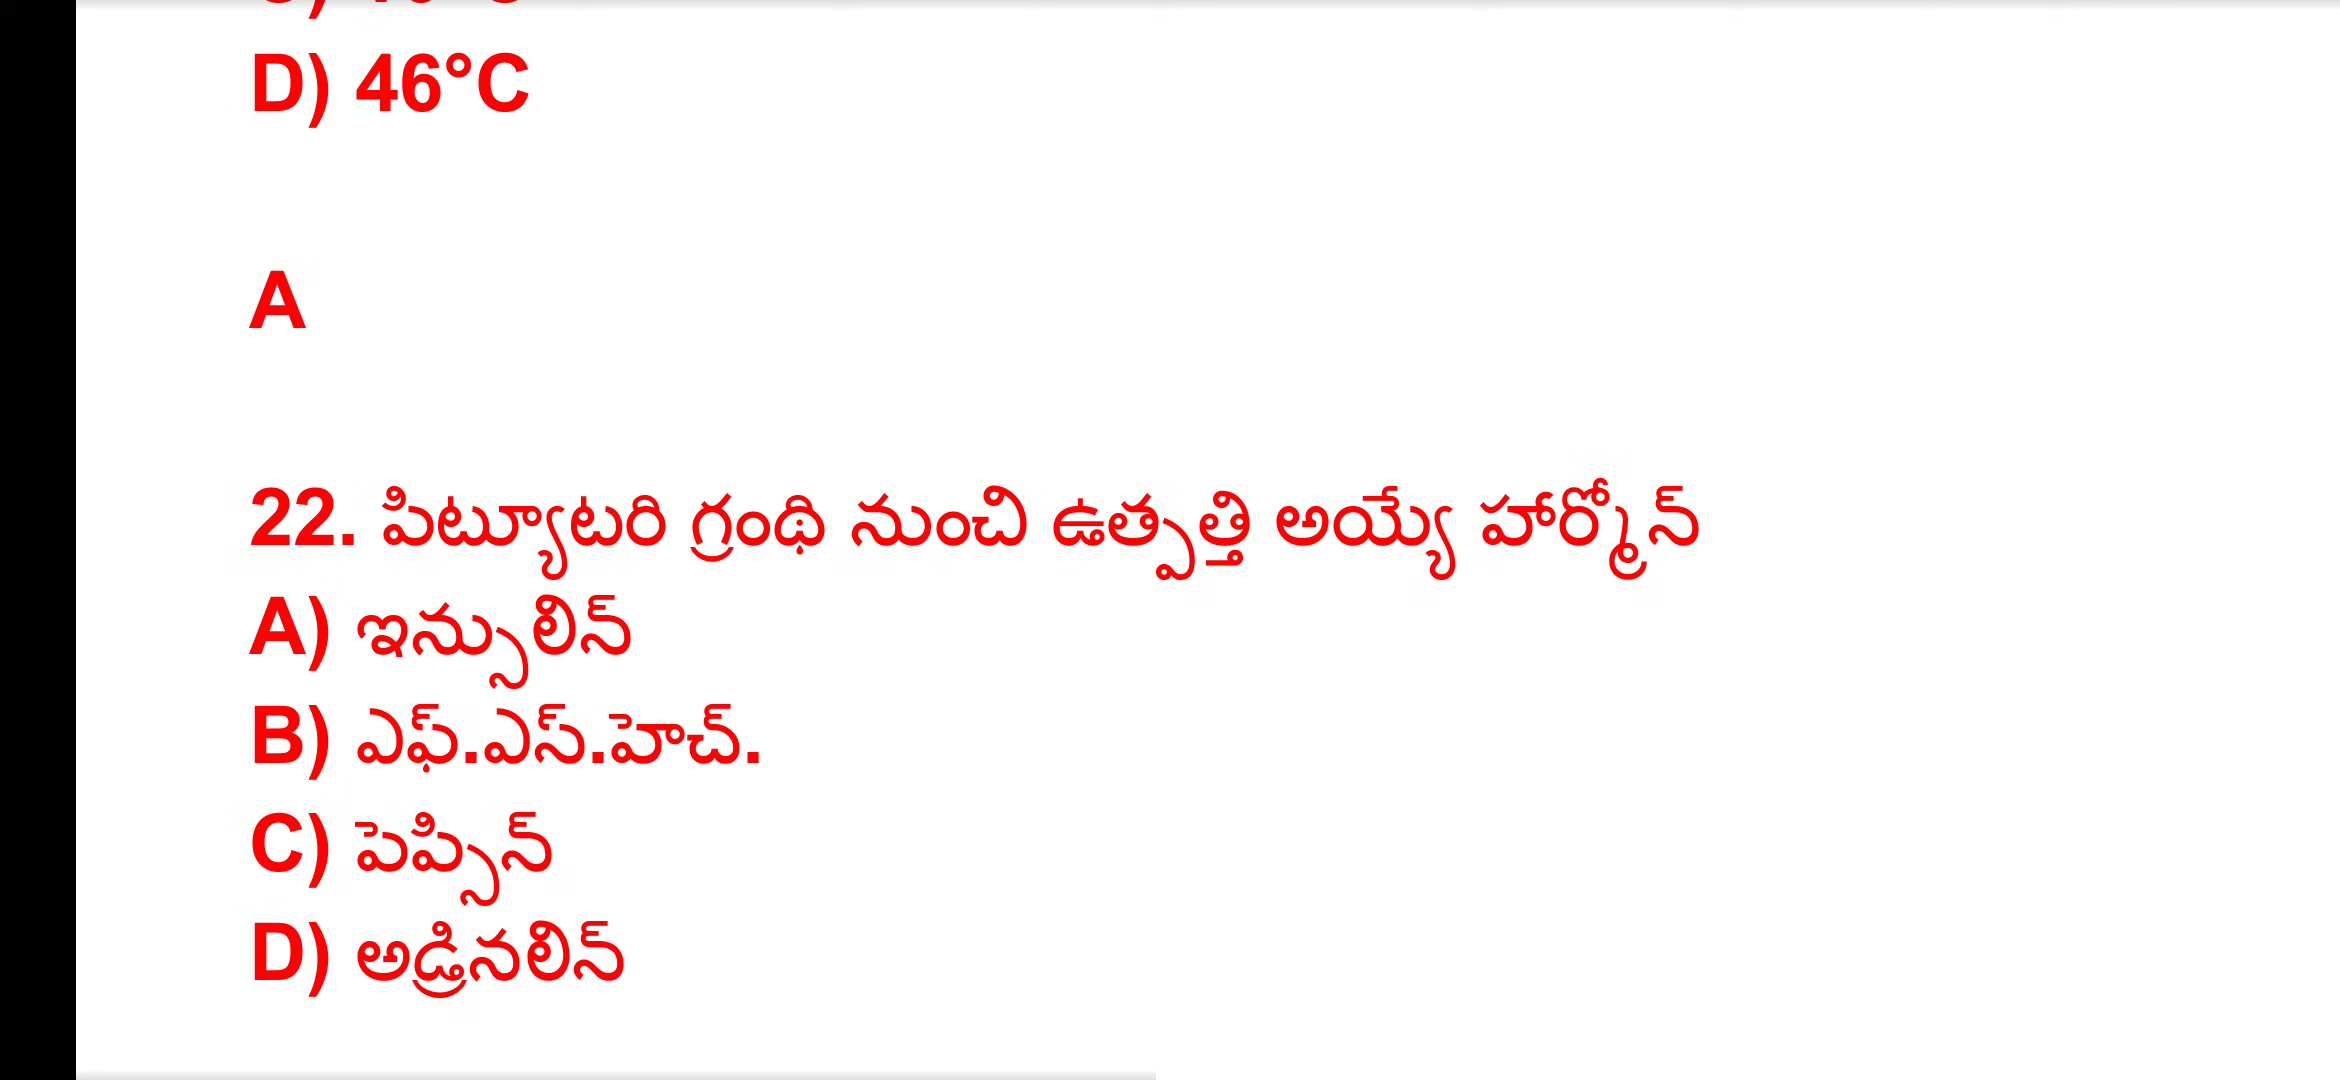 D) 46°C
A
22. పిట్యూటరి గ్రంథి నుంచి ఉత్పత్తి అయ్యే హార్మోన్
A) ఇన్సులిన్
B) ఎఫ్.ఎస్.హెచ్.
C) పెప్సిన్
D) అడ్రినలిన్